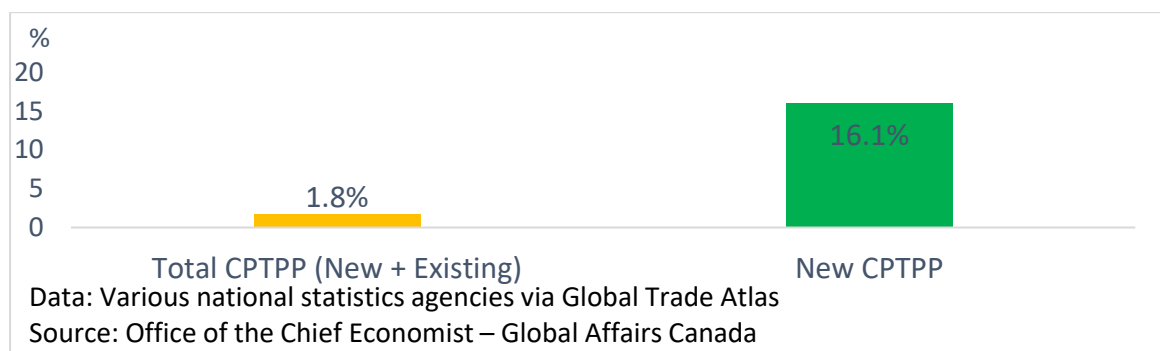 %
20
15
10
5
0
1.8%
16.1%
Total CPTPP (New + Existing)
New CPTPP
Data: Various national statistics agencies via Global Trade Atlas
Source: Office of the Chief Economist – Global Affairs Canada